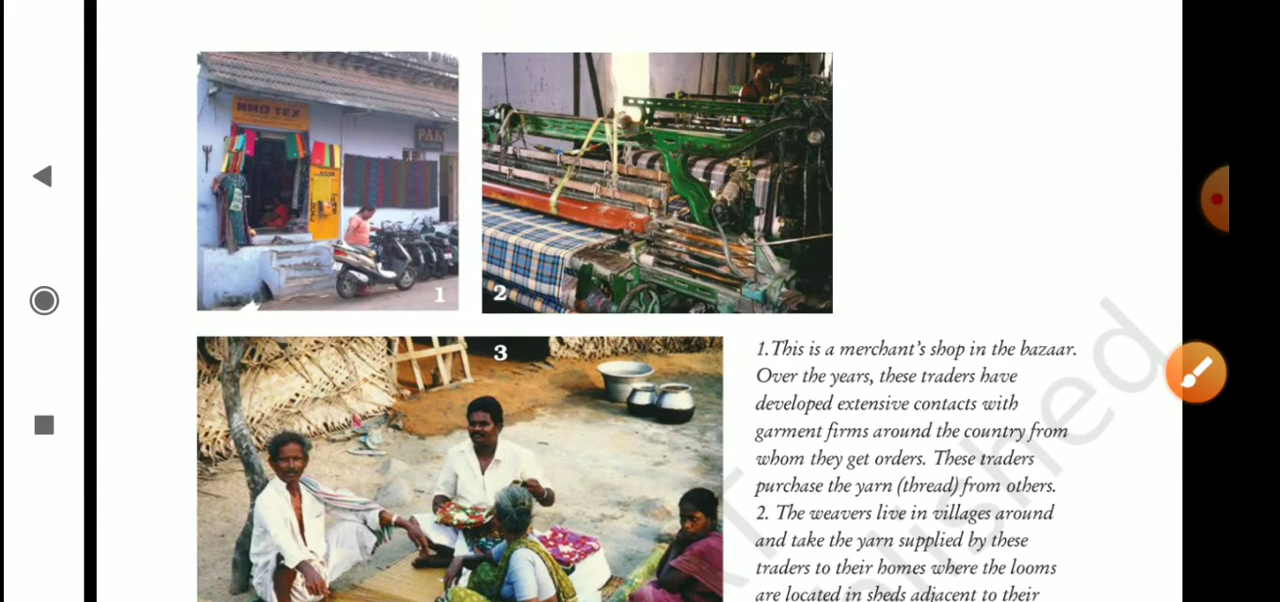 MMD TEX
PAK
1
2
3
1.This is a merchant's shop in the bazaar.
Over the years, these traders have
developed extensive contacts with
garment firms around the country from
whom they get orders. These traders
purchase the yarn (thread) from others.
2. The weavers live in villages around
and take the yarn supplied by these
traders to their homes where the looms
are located in sheds adjacent to their